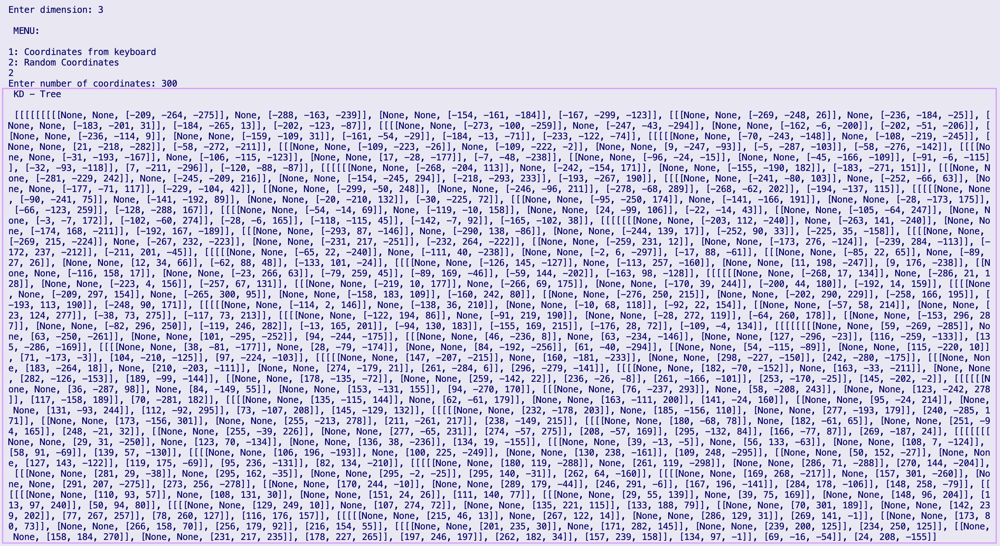 Enter dimension: 3
MENU:
1: Coordinates from keyboard
2: Random Coordinates
2
Enter number of coordinates: 300
KD – Tree
[[[[[[[[[None, None, [-209, -264, -275]], None, [-288, -163, -239]], [None, None, [-154, -161, -184]], [-167, -299, -123]], [[[None, None, [-269, -248, 26]], None, [-236, -184, -25]], [
None, None, [-183, -201, 31]], [-184, -265, 13]], [-202, -123, -87]], [[[[None, None, [-273, -100, -259]], None, [-247, -43, -294]], [None, None, [-162, -6, -200]], [-202, -51, -206]], [
[None, None, [-236, -114, 9]], [None, None, [-159, -109, 31]], [-161, -54, -29]], [-184, -13, -71]], [-233, -122, -74]], [[[[[None, None, [-70, -243, -148]], None, [-108, -219, -245]], [
None, None, [21, -218, -282]], [-58, -272, -211]], [[[None, None, [-109, -223, -26]], None, [-109, -222, -2]], [None, None, [9, -247, -93]], [-5, -287, -103]], [-58, -276, -142]], [[[[No
ne, None, [-31, -193, -167]], None, [-106, -115, -123]], [None, None, [17, -28, -177]], [-7, -48, -238]], [[None, None, [-96, -24, -15]], [None, None, [-45, -166, -109]], [-91, -6, -115]
], [-32, -93, -118]], [7, -211, -296]], [-120, -88, -87]], [[[[[[None, None, [-268, -204, 113]], None, [-242, -154, 171]], [None, None, [-155, -190, 182]], [-183, -271, 151]], [[[None, N
one, [-281, -229, 242]], None, [-245, -209, 216]], [None, None, [-154, -245, 294]], [-218, -293, 233]], [-193, -267, 190]], [[[[None, None, [-241, -80, 103]], None, [-252, -66, 63]], [No
ne, None, [-177, -71, 117]], [-229, -104, 42]], [[None, None, [-299, -50, 248]], [None, None, [-246, -96, 211]], [-278, -68, 289]], [-268, -62, 202]], [-194, -137, 115]], [[[[[None, None
, [-90, -241, 75]], None, [-141, -192, 89]], [None, None, [-20, -210, 132]], [-30, -225, 72]], [[[None, None, [-95, -250, 174]], None, [-141, -166, 191]], [None, None, [-28, -173, 175]],
[-66, -123, 259]], [-128, -288, 167]], [[[[None, None, [-54, -14, 69]], None, [-119, -10, 158]], [None, None, [24, -99, 106]], [-22, -14, 43]], [[None, None, [-105, -64, 247]], [None, N
one, [-3, -7, 172]], [-102, -60, 274]], [-28, -6, 165]], [-118, -115, 45]], [-142, -7, 92]], [-165, -102, 38]], [[[[[[[None, None, [-203, 112, -240]], None, [-263, 141, -240]], [None, No
ne, [-174, 168, -211]], [-192, 167, -189]], [[[None, None, [-293, 87, -146]], None, [-290, 138, -86]], [None, None, [-244, 139, 17]], [-252, 90, 33]], [-225, 35, -158]], [[[[None, None,
[-269, 215, -224]], None, [-267, 232, -223]], [None, None, [-231, 217, -251]], [-232, 264, -222]], [[None, None, [-259, 231, 12]], [None, None, [-173, 276, -124]], [-239, 284, -113]], [-
172, 237, -212]], [-211, 201, -45]], [[[[[None, None, [-65, 22, -240]], None, [-111, 40, -238]], [None, None, [-2, 6, -297]], [-17, 88, -61]], [[[None, None, [-85, 22, 65]], None, [-89,
27, 26]], [None, None, [12, 34, 66]], [-62, 88, 48]], [-133, 101, -24]], [[[[None, None, [-126, 145, -127]], None, [-113, 257, -160]], [None, None, [11, 198, -247]], [9, 176, -238]], [[N
one, None, [-116, 158, 17]], [None, None, [-23, 266, 63]], [-79, 259, 45]], [-89, 169, -46]], [-59, 144, -202]], [-163, 98, -128]], [[[[[[None, None, [-268, 17, 134]], None, [-286, 21, 1
28]], [None, None, [-223, 4, 156]], [-257, 67, 131]], [[[None, None, [-219, 10, 177]], None, [-266, 69, 175]], [None, None, [-170, 39, 244]], [-200, 44, 180]], [-192, 14, 159]], [[[[None
, None, [-209, 297, 154]], None, [-265, 300, 95]], [None, None, [-158, 183, 109]], [-160, 242, 80]], [[None, None, [-276, 250, 215]], [None, None, [-202, 290, 229]], [-258, 166, 195]], [
-193, 113, 190]], [-248, 90, 171]], [[[[[None, None, [-114, 2, 146]], None, [-138, 36, 210]], [None, None, [-10, 68, 118]], [-92, 22, 154]], [[None, None, [-57, 58, 214]], [None, None, [
23, 124, 277]], [-38, 73, 275]], [-117, 73, 213]], [[[[None, None, [-122, 194, 86]], None, [-91, 219, 190]], [None, None, [-28, 272, 119]], [-64, 260, 178]], [[None, None, [-153, 296, 28
7]], [None, None, [-82, 296, 250]], [-119, 246, 282]], [-13, 165, 201]], [-94, 130, 183]], [-155, 169, 215]], [-176, 28, 72]], [-109, -4, 134]], [[[[[[[[None, None, [59, -269, -285]], No
ne, [63, -250, -261]], [None, None, [101, -295, -252]], [94, -244, -175]], [[[None, None, [46, -236, 8]], None, [63, -234, -146]], [None, None, [127, -296, -23]], [116, -259, -133]], [13
5, -286, -169]], [[[[None, None, [38, -81, -177]], None, [28, -79, -174]], [None, None, [84, -192, -256]], [61, -40, -294]], [[None, None, [54, -115, -89]], [None, None, [115, -220, 10]]
, [71, -173, -3]], [104, -210, -125]], [97, -224, -103]], [[[[[None, None, [147, -207, -215]], None, [160, -181, -233]], [None, None, [298, -227, -150]], [242, -280, -175]], [[[None, Non
e, [183, -264, 18]], None, [210, -203, -111]], [None, None, [274, -179, 21]], [261, -284, 6]], [296, -279, -141]], [[[[None, None, [182, -70, -152]], None, [163, -33, -211]], [None, None
, [282, -126, -153]], [189, -99, -144]], [[None, None, [178, -135, -72]], [None, None, [259, -142, 22]], [236, -26, -8]], [261, -166, -101]], [253, -170, -25]], [145, -202, -2]], [[[[[[N
one, None, [36, -287, 98]], None, [84, -149, 55]], [None, None, [153, -131, 155]], [94, -270, 170]], [[[None, None, [76, -237, 293]], None, [58, -208, 243]], [None, None, [123, -242, 278
]], [117, -158, 189]], [70, -281, 182]], [[[[None, None, [135, -115, 144]], None, [62, -61, 179]], [None, None, [163, -111, 200]], [141, -24, 160]], [[None, None, [95, -24, 214]], [None,
None, [131, -93, 244]], [112, -92, 295]], [73, -107, 208]], [145, -129, 132]], [[[[[None, None, [232, -178, 203]], None, [185, -156, 110]], [None, None, [277, -193, 179]], [240, -285, 1
71]], [[None, None, [173, -156, 301]], [None, None, [255, -213, 278]], [211, -261, 217]], [238, -149, 215]], [[[[None, None, [180, -68, 78]], None, [182, -61, 65]], [None, None, [251, -9
4, 165]], [248, -21, 32]], [[None, None, [255, -39, 226]], [None, None, [277, -65, 231]], [274, -57, 275]], [208, -57, 169]], [295, -132, 84]], [166, -77, 87]], [269, -187, 24]], [[[[[[[
None, None, [29, 31, -250]], None, [123, 70, -134]], [None, None, [136, 38, -236]], [134, 19, -155]], [[[None, None, [39, -13, -5]], None, [56, 133, -63]], [None, None, [108, 7, -124]],
[58, 91, -69]], [139, 57, -130]], [[[[None, None, [106, 196, -193]], None, [100, 225, -249]], [None, None, [130, 238, -161]], [109, 248, -295]], [[None, None, [50, 152, -27]], [None, Non
e, [127, 143, -122]], [119, 175, -69]], [95, 236, -131]], [82, 134, -210]], [[[[[None, None, [180, 119, -288]], None, [261, 119, -298]], [None, None, [286, 71, -288]], [270, 144, -204]],
[[[None, None, [281, 29, -38]], None, [295, 162, -35]], [None, None, [295, -2, -25]], [295, 140, -31]], [262, 64, -160]], [[[[None, None, [169, 268, -217]], None, [157, 301, -260]], [No
ne, None, [291, 207, -275]], [273, 256, -278]], [[None, None, [170, 244, -10]], [None, None, [289, 179, -44]], [246, 291, -6]], [167, 196, -141]], [284, 178, -106]], [148, 258, -79]], [[
[[[[None, None, [110, 93, 57]], None, [108, 131, 30]], [None, None, [151, 24, 26]], [111, 140, 77]], [[[None, None, [29, 55, 139]], None, [39, 75, 169]], [None, None, [148, 96, 204]], [1
13, 97, 240]], [50, 94, 80]], [[[[None, None, [129, 249, 10]], None, [107, 274, 72]], [None, None, [135, 221, 115]], [133, 188, 79]], [[None, None, [70, 301, 189]], [None, None, [142, 23
9, 202]], [77, 267, 257]], [78, 260, 127]], [116, 176, 157]], [[[[[None, None, [215, 46, 13]], None, [267, 122, 14]], [None, None, [286, 129, 31]], [269, 141, -1]], [[None, None, [173, 8
0, 73]], [None, None, [266, 158, 70]], [256, 179, 92]], [216, 154, 55]], [[[[None, None, [201, 235, 30]], None, [171, 282, 145]], [None, None, [239, 200, 125]], [234, 250, 125]], [[None,
None, [158, 184, 270]], [None, None, [231, 217, 235]], [178, 227, 265]], [197, 246, 197]], [262, 182, 34]], [157, 239, 158]], [134, 97, -1]], [69, -16, -54]], [24, 208, -155]]